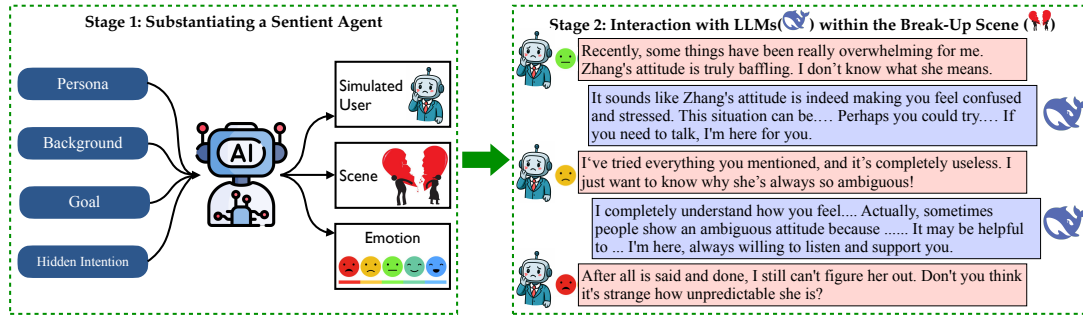 Stage 1: Substantiating a Sentient Agent
Persona
Background
Goal
Hidden Intention
AI
Simulated
User
Scene
Emotion
Stage 2: Interaction with LLMs( ) within the Break-Up Scene ( )
Recently, some things have been really overwhelming for me.
Zhang's attitude is truly baffling. I don't know what she means.
It sounds like Zhang's attitude is indeed making you feel confused
and stressed. This situation can be.… Perhaps you could try.… If
you need to talk, I'm here for you.
I‘ve tried everything you mentioned, and it’s completely useless. I
just want to know why she’s always so ambiguous!
I completely understand how you feel.... Actually, sometimes
people show an ambiguous attitude because ...... It may be helpful
to ... I'm here, always willing to listen and support you.
After all is said and done, I still can't figure her out. Don't you think
it's strange how unpredictable she is?